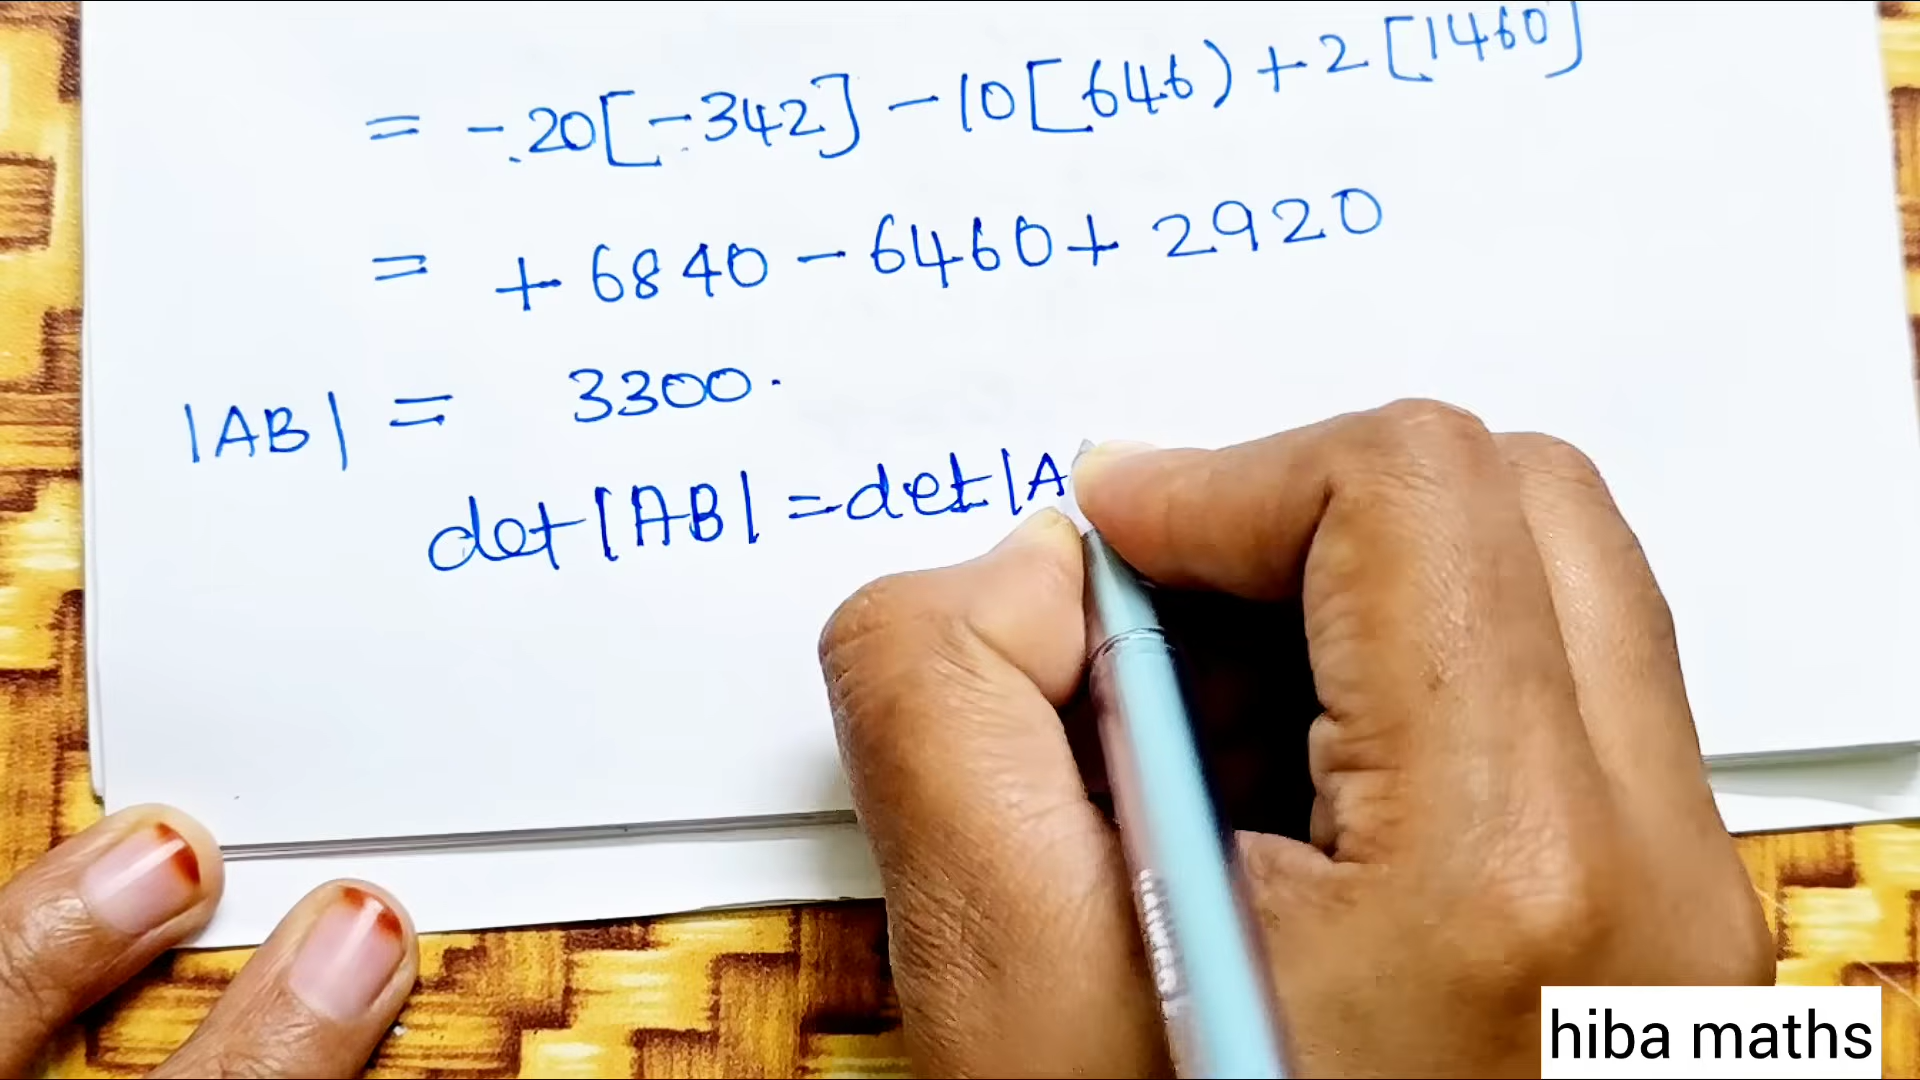 = -20[-342] - 10[646) + 2[1460]
= + 6840 - 6460 + 2920
|AB| = 3300.
det|AB| = det|A
hiba maths